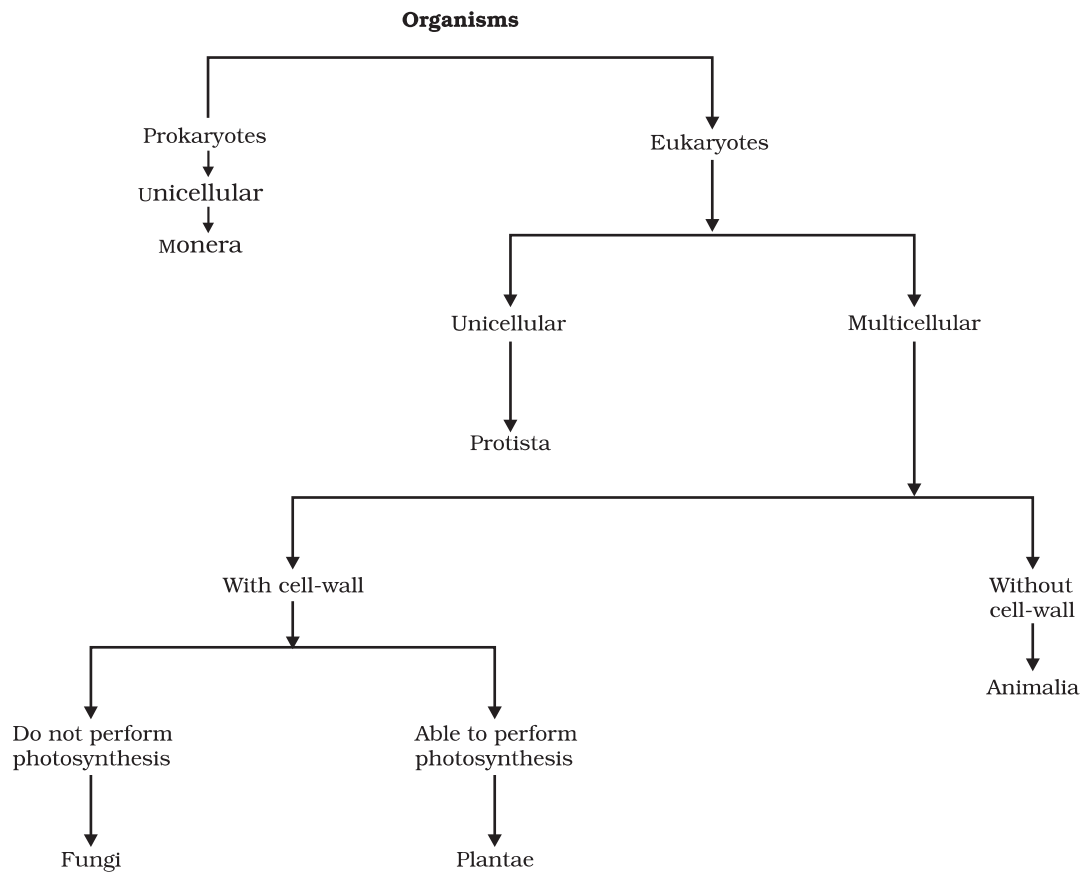 Organisms
Prokaryotes
Eukaryotes
Unicellular
Monera
Unicellular
Multicellular
Protista
With cell-wall
Without
cell-wall
Animalia
Do not perform
photosynthesis
Able to perform
photosynthesis
Fungi
Plantae